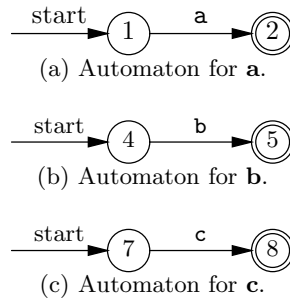 start 1 a 2
(a) Automaton for a.
start 4 b 5
(b) Automaton for b.
start 7 c 8
(c) Automaton for c.